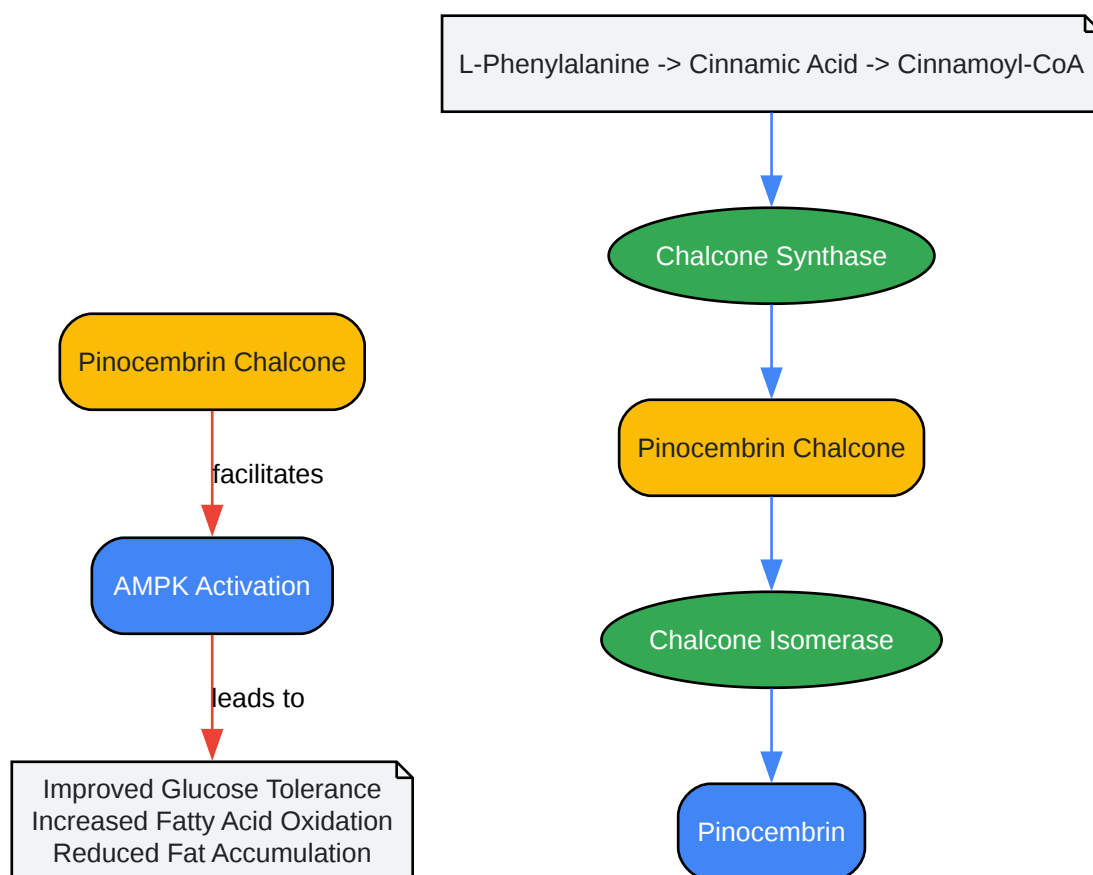 L-Phenylalanine -> Cinnamic Acid -> Cinnamoyl-CoA
Chalcone Synthase
Pinocembrin Chalcone
Chalcone Isomerase
Pinocembrin
Pinocembrin Chalcone
facilitates
AMPK Activation
leads to
Improved Glucose Tolerance
Increased Fatty Acid Oxidation
Reduced Fat Accumulation